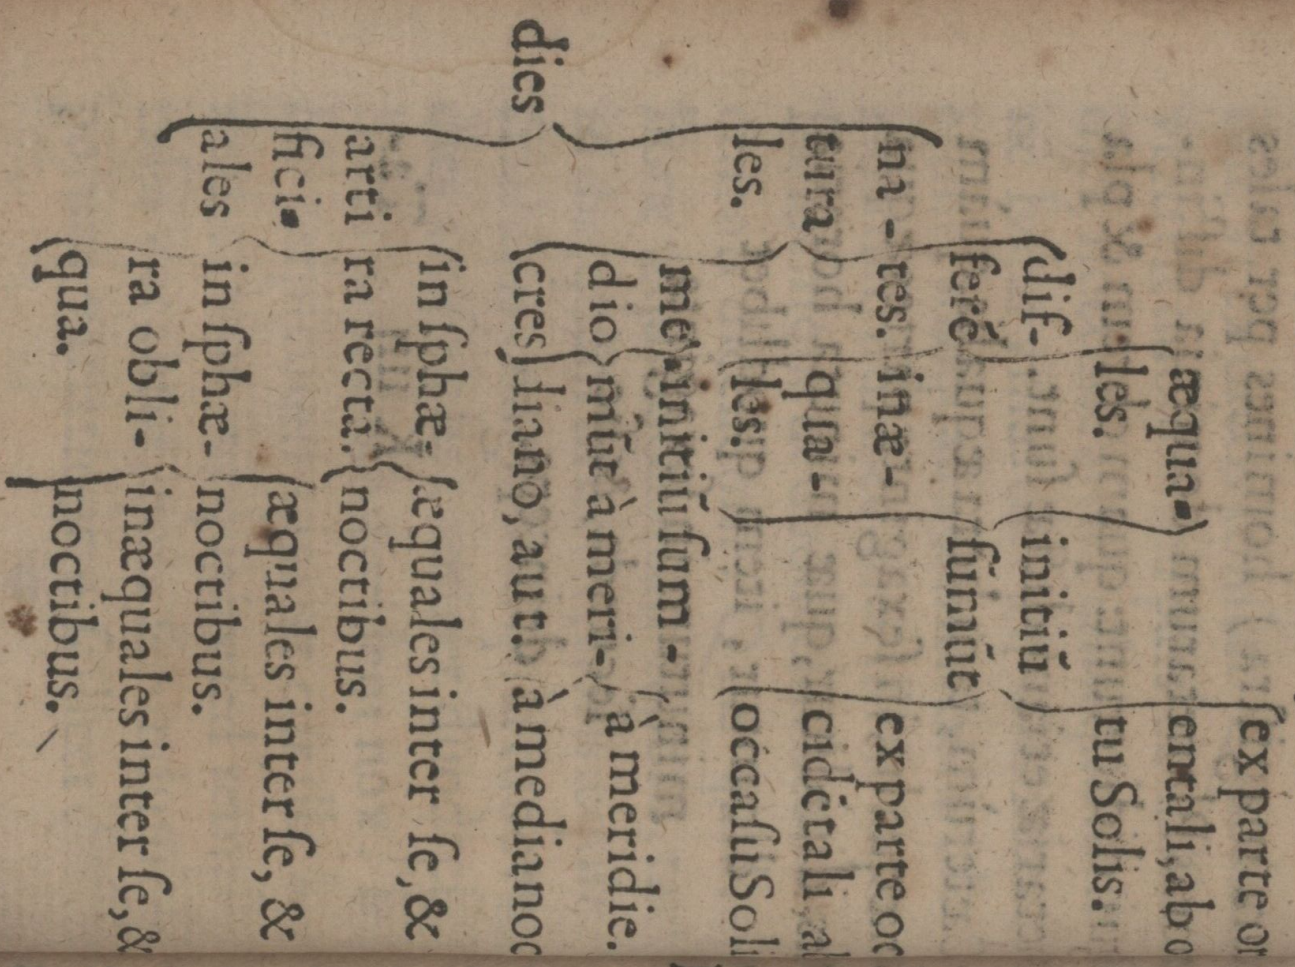 ex parte or
æqua- entali, ab o
les. tu Solis.
dif- initiū
ferē ſumūt
na- tes. inæ- ex parte oc
tura qua- cidētali, a
les. les. occaſu Soli
me- initiū ſum-
dio mūt à meri- à meridie.
dies cres liano, aut. à medianoc
in ſphæ- æquales inter ſe, &
arti ra recta. noctibus.
fici- æquales inter ſe, &
ales in ſphæ- noctibus.
ra obli- inæquales inter ſe, &
qua. noctibus.